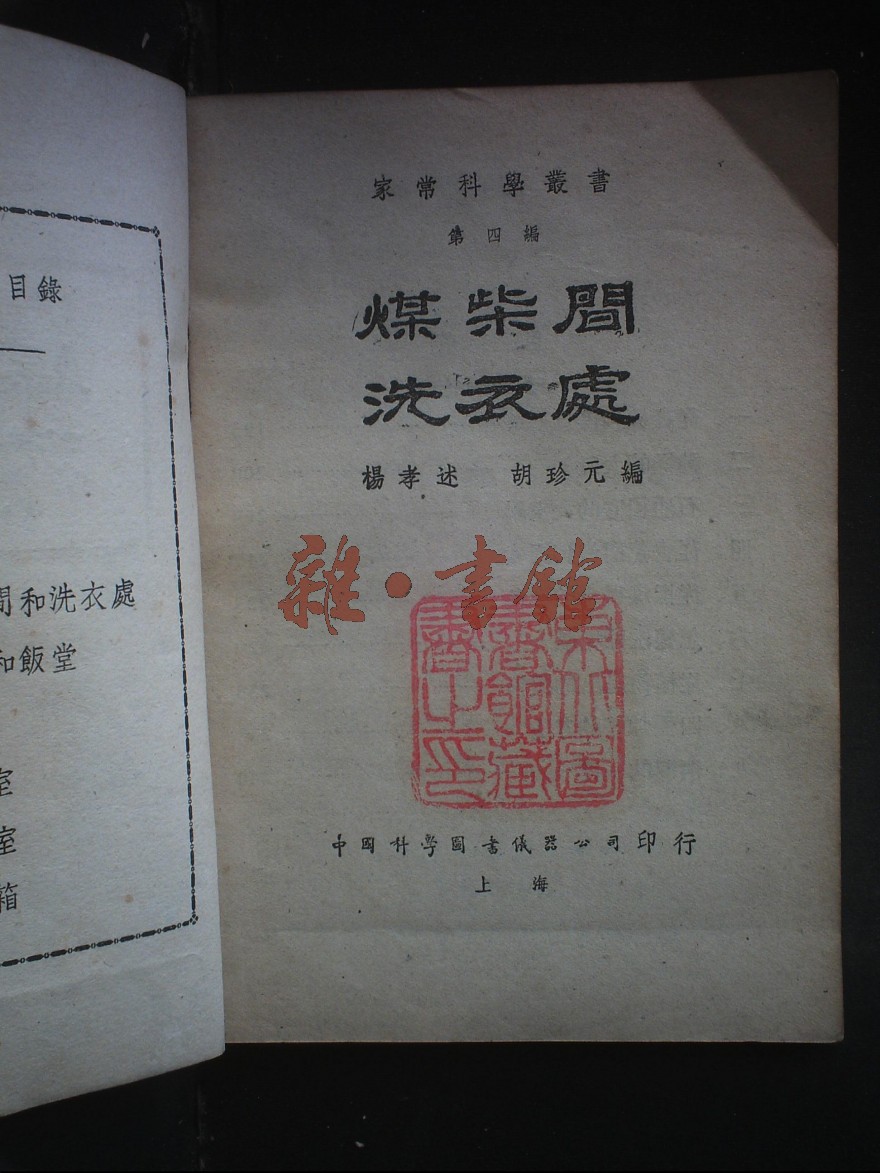 目錄
間和洗衣處
和飯堂
室
室
箱
家常科學叢書
第四編
煤柴間
洗衣處
楊孝述 胡珍元編
雜·書館
中國科學圖書儀器公司印行
上海